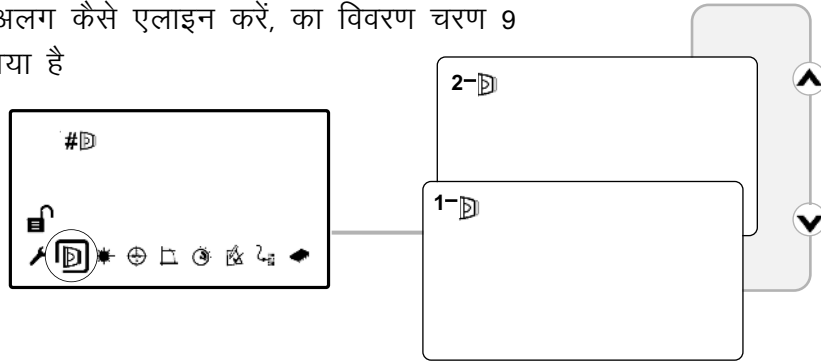 अलग कैसे एलाइन करें, का विवरण चरण 9
या है
#
2-
1-